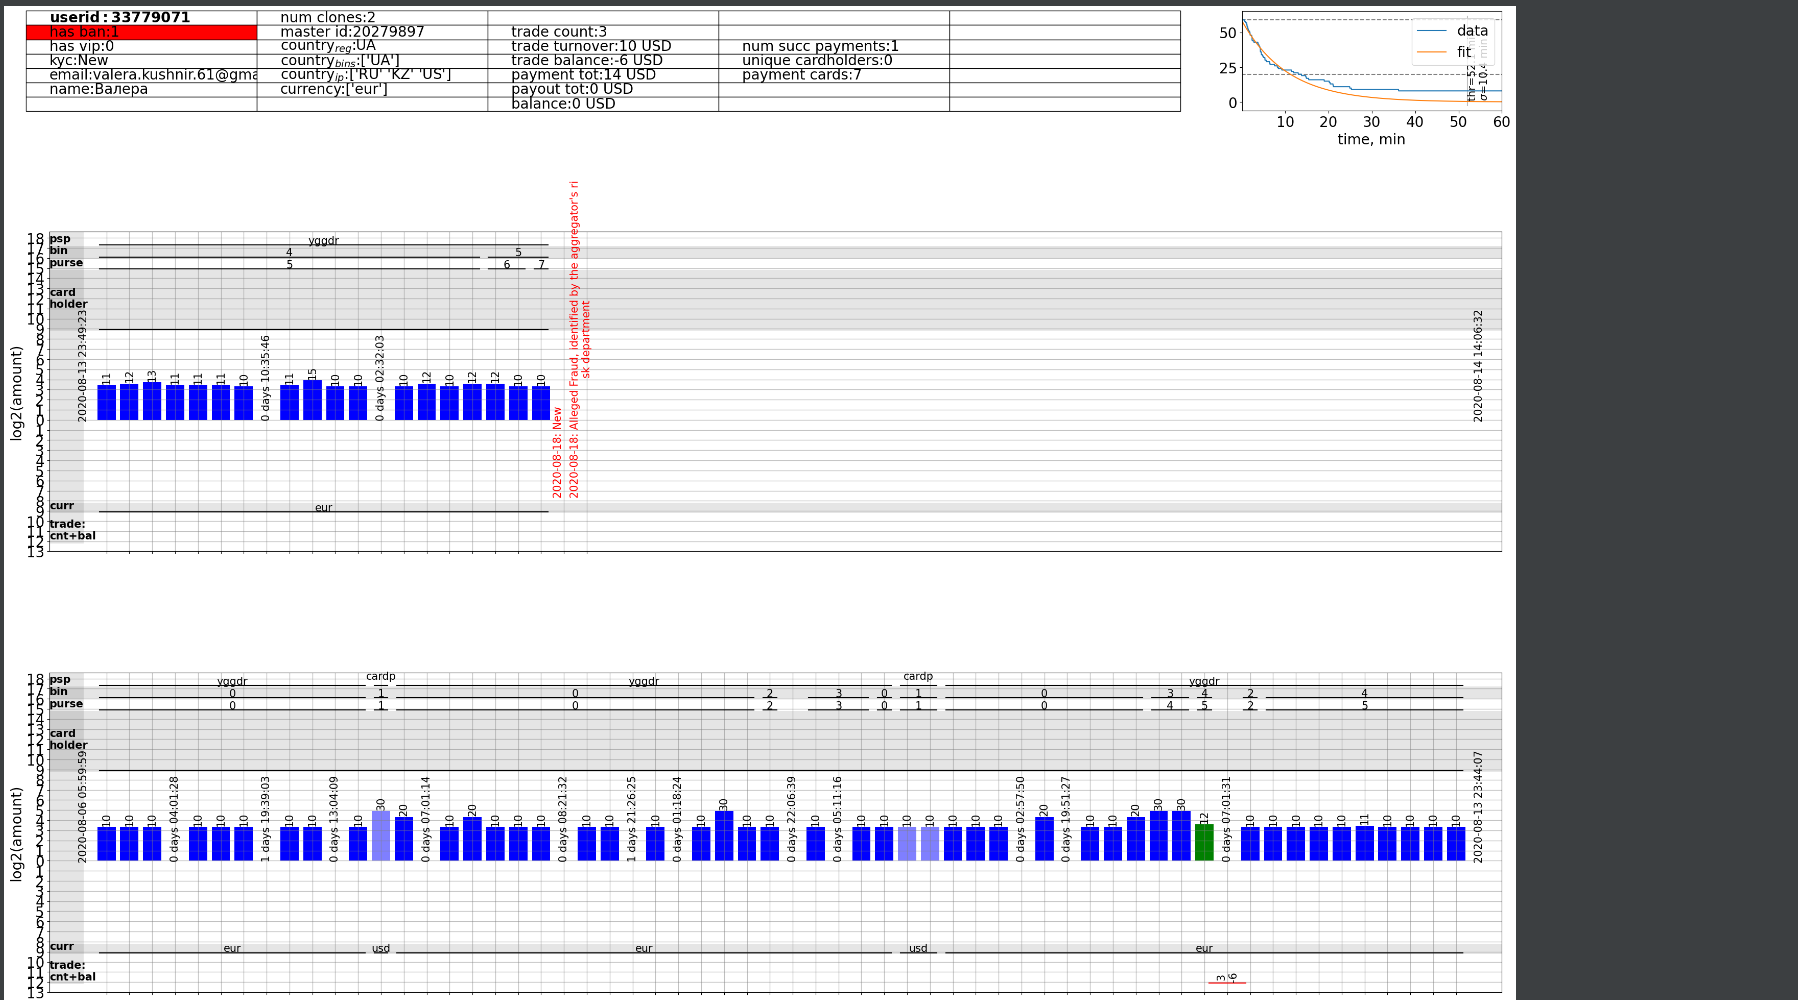 userid : 33779071
num clones:2
has ban:1
master id:20279897
trade count:3
has vip:0
country_reg:UA
trade turnover:10 USD
num succ payments:1
kyc:New
country_bins:['UA']
trade balance:-6 USD
unique cardholders:0
email:valera.kushnir.61@gma
country_ip:['RU' 'KZ' 'US']
payment tot:14 USD
payment cards:7
name:Валера
currency:['eur']
payout tot:0 USD
balance:0 USD
50
25
0
data
fit
10 20 30 40 50 60
time, min
psp
yggdr
bin
4 5
purse
5 6 7
card
holder
2020-08-13 23:49:23
11 12 13 11 11 11 10
0 days 10:35:46
11 15 10 10
0 days 02:32:03
10 12 10 12 12 10 10
2020-08-18: New
2020-08-18: Alleged Fraud, identified by the aggregator's ri
sk department
2020-08-14 14:06:32
log2(amount)
18 17 16 15 14 13 12 11 10 9 8 7 6 5 4 3 2 1 0 1 2 3 4 5 6 7 8 9 10 11 12 13
curr
eur
trade:
cnt+bal
psp
yggdr cardp yggdr cardp yggdr
bin
0 1 0 2 3 0 1 0 3 4 2 4
purse
0 1 0 2 3 0 1 0 4 5 2 5
card
holder
2020-08-06 05:59:59
10 10 10
0 days 04:01:28
10 10 10
1 days 19:39:03
10 10
0 days 13:04:09
10 30 20
0 days 07:01:14
10 20 10 10 10
0 days 08:21:32
10 10
1 days 21:26:25
10
0 days 01:18:24
10 30 10 10
0 days 22:06:39
10
0 days 05:11:16
10 10 10 10 10 10 10
0 days 02:57:50
20
0 days 19:51:27
10 10 20 30 30 12
0 days 07:01:31
10 10 10 10 10 11 10 10 10 10
2020-08-13 23:44:07
log2(amount)
18 17 16 15 14 13 12 11 10 9 8 7 6 5 4 3 2 1 0 1 2 3 4 5 6 7 8 9 10 11 12 13
curr
eur usd eur usd eur
trade:
cnt+bal
3
-6